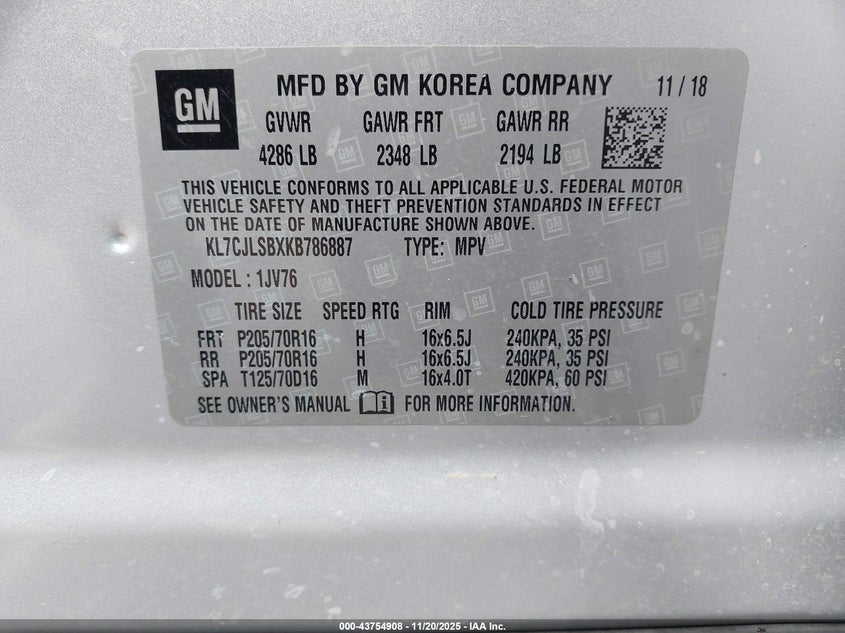 GM
MFD BY GM KOREA COMPANY 11 / 18
GVWR GAWR FRT GAWR RR
4286 LB 2348 LB 2194 LB
THIS VEHICLE CONFORMS TO ALL APPLICABLE U.S. FEDERAL MOTOR
VEHICLE SAFETY AND THEFT PREVENTION STANDARDS IN EFFECT
ON THE DATE OF MANUFACTURE SHOWN ABOVE.
KL7CJLSBXKB786887 TYPE: MPV
MODEL : 1JV76
TIRE SIZE SPEED RTG RIM COLD TIRE PRESSURE
FRT P205/70R16 H 16x6.5J 240KPA, 35 PSI
RR P205/70R16 H 16x6.5J 240KPA, 35 PSI
SPA T125/70D16 M 16x4.0T 420KPA, 60 PSI
SEE OWNER'S MANUAL FOR MORE INFORMATION.
000-43754908 - 11/20/2025 - IAA Inc.